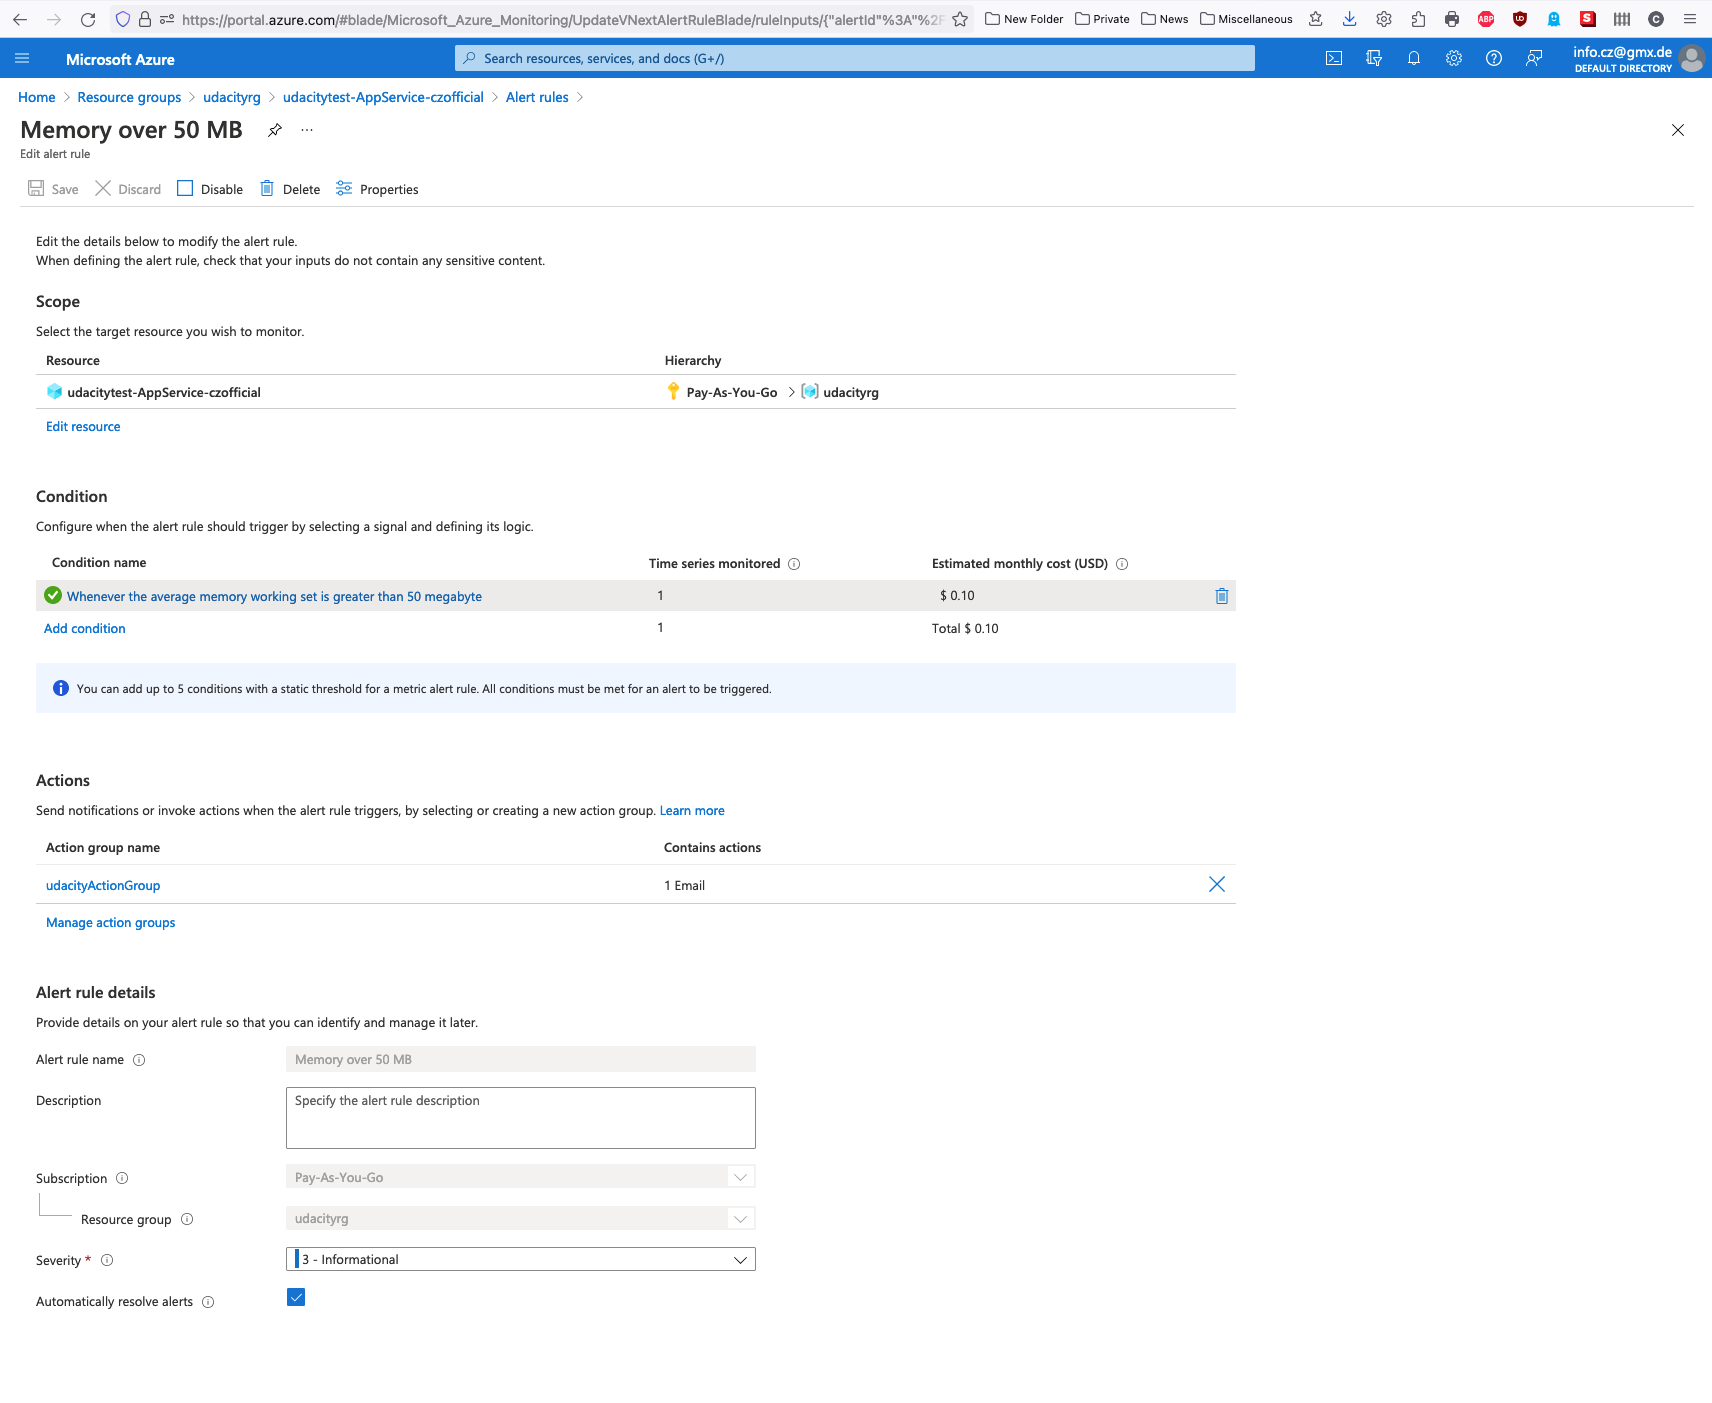 https://portal.azure.com/#blade/Microsoft_Azure_Monitoring/UpdateVNextAlertRuleBlade/ruleInputs/{"alertId"%3A"%2F
New Folder Private News Miscellaneous
Microsoft Azure
Search resources, services, and docs (G+/)
info.cz@gmx.de
DEFAULT DIRECTORY
Home > Resource groups > udacityrg > udacitytest-AppService-czofficial > Alert rules >
Memory over 50 MB ...
Edit alert rule
Save Discard Disable Delete Properties
Edit the details below to modify the alert rule.
When defining the alert rule, check that your inputs do not contain any sensitive content.
Scope
Select the target resource you wish to monitor.
Resource Hierarchy
udacitytest-AppService-czofficial Pay-As-You-Go > udacityrg
Edit resource
Condition
Configure when the alert rule should trigger by selecting a signal and defining its logic.
Condition name Time series monitored Estimated monthly cost (USD)
Whenever the average memory working set is greater than 50 megabyte 1 $ 0.10
Add condition 1 Total $ 0.10
You can add up to 5 conditions with a static threshold for a metric alert rule. All conditions must be met for an alert to be triggered.
Actions
Send notifications or invoke actions when the alert rule triggers, by selecting or creating a new action group. Learn more
Action group name Contains actions
udacityActionGroup 1 Email
Manage action groups
Alert rule details
Provide details on your alert rule so that you can identify and manage it later.
Alert rule name Memory over 50 MB
Description Specify the alert rule description
Subscription Pay-As-You-Go
Resource group udacityrg
Severity * 3 - Informational
Automatically resolve alerts